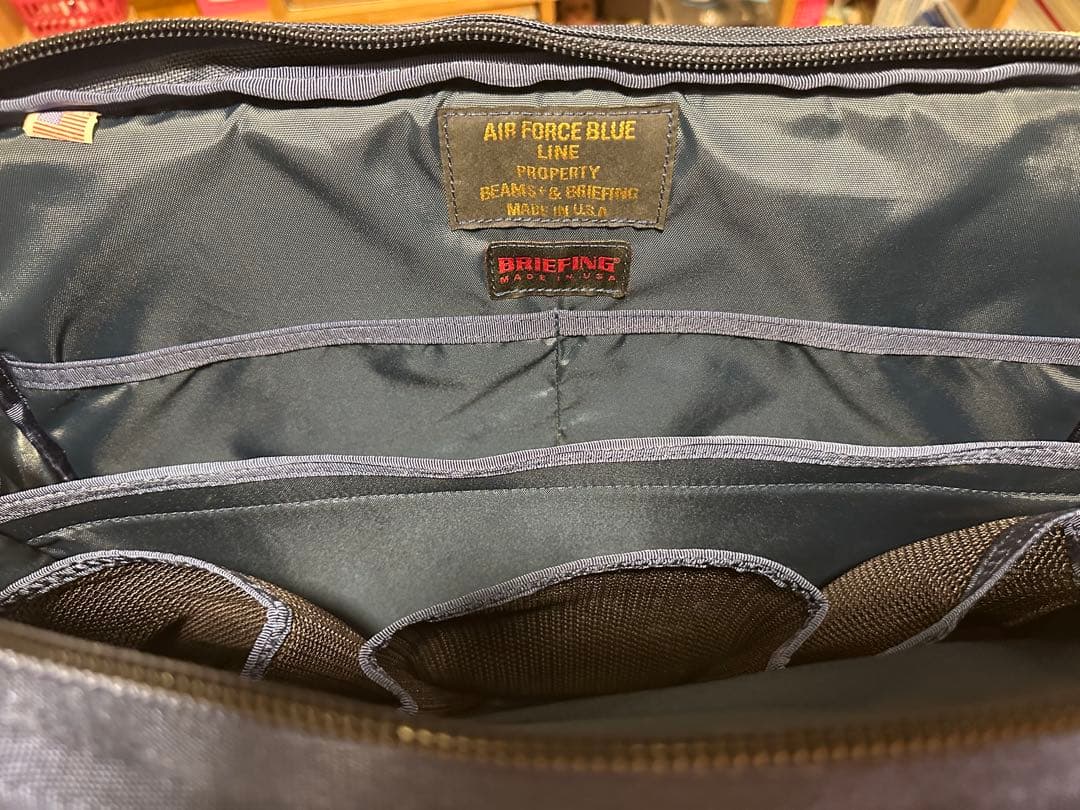 AIR FORCE BLUE
LINE
PROPERTY
BEAMS+ & BRIEFING
MADE IN U.S.A
BRIEFING®
MADE IN USA